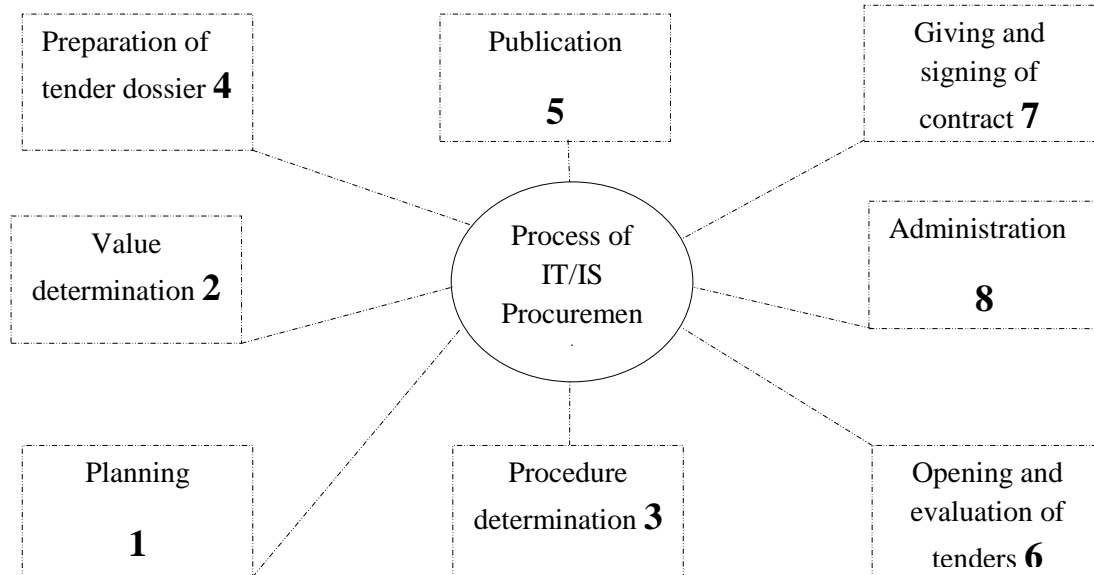 Preparation of
tender dossier 4
Publication
5
Giving and
signing of
contract 7
Value
determination 2
Process of
IT/IS
Procuremen
.
Administration
8
Planning
1
Procedure
determination 3
Opening and
evaluation of
tenders 6